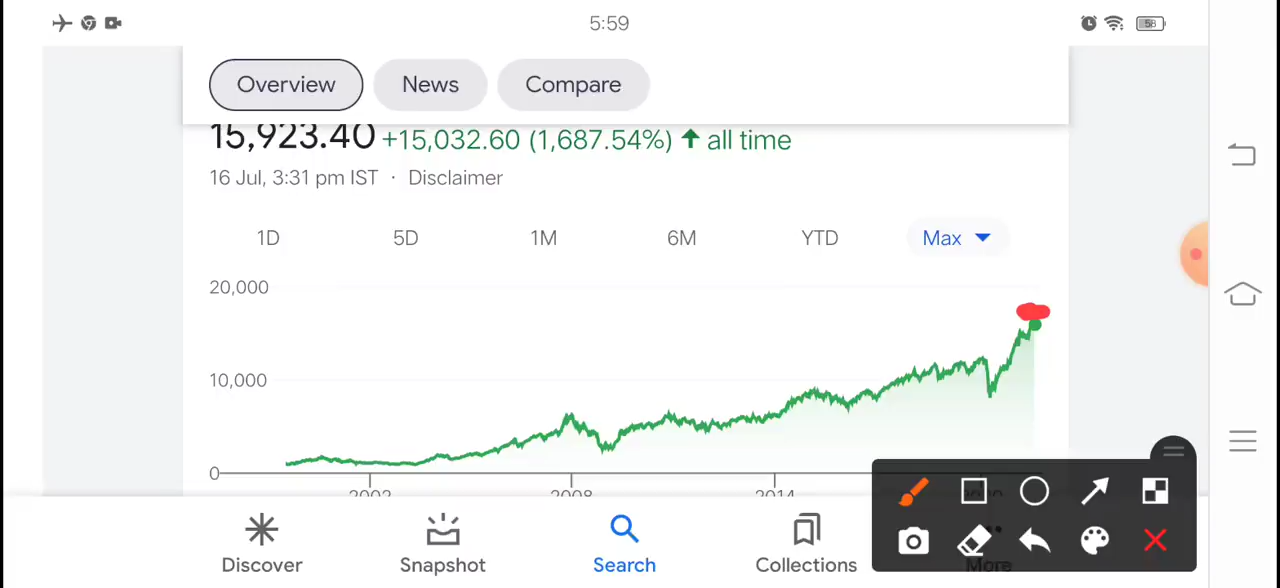 5:59
58
Overview News Compare
15,923.40 +15,032.60 (1,687.54%) ↑ all time
16 Jul, 3:31 pm IST · Disclaimer
1D 5D 1M 6M YTD Max
20,000
10,000
0
2002 2008 2014
Discover Snapshot Search Collections More